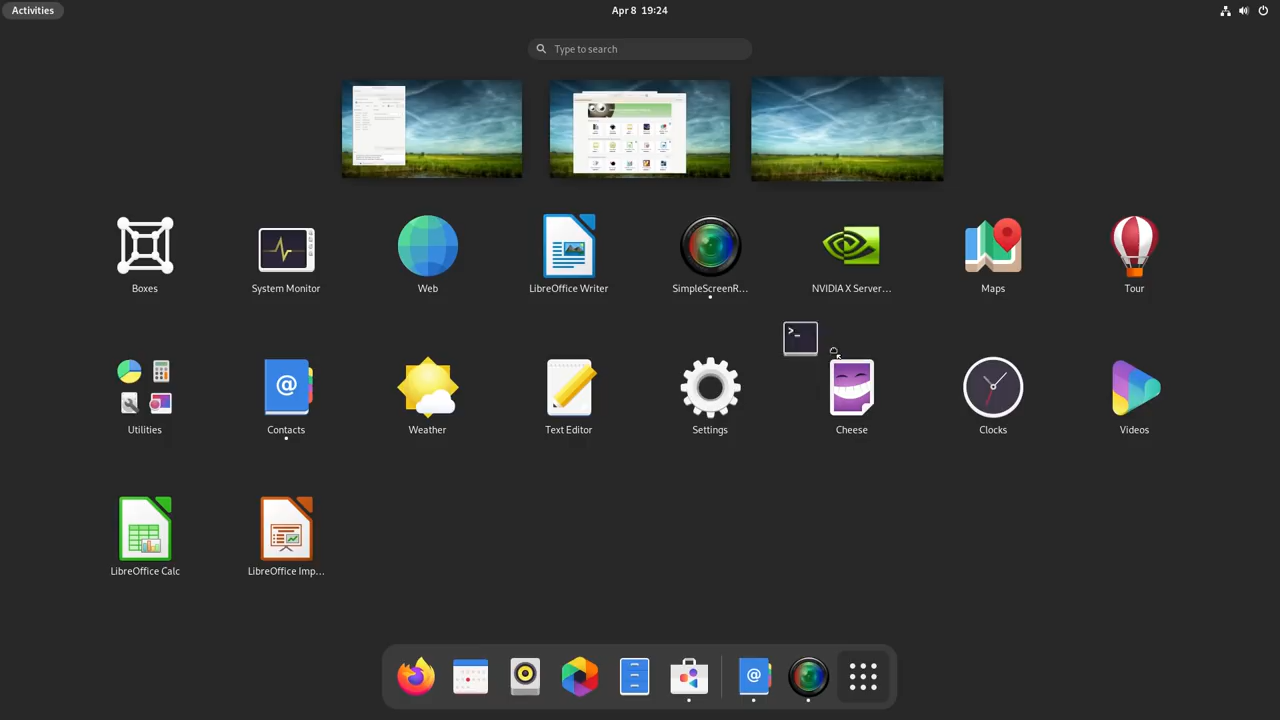 Activities
Apr 8 19:24
Type to search
Boxes
System Monitor
Web
LibreOffice Writer
SimpleScreenR...
NVIDIA X Server...
Maps
Tour
>_
Utilities
Contacts
Weather
Text Editor
Settings
Cheese
Clocks
Videos
LibreOffice Calc
LibreOffice Imp...